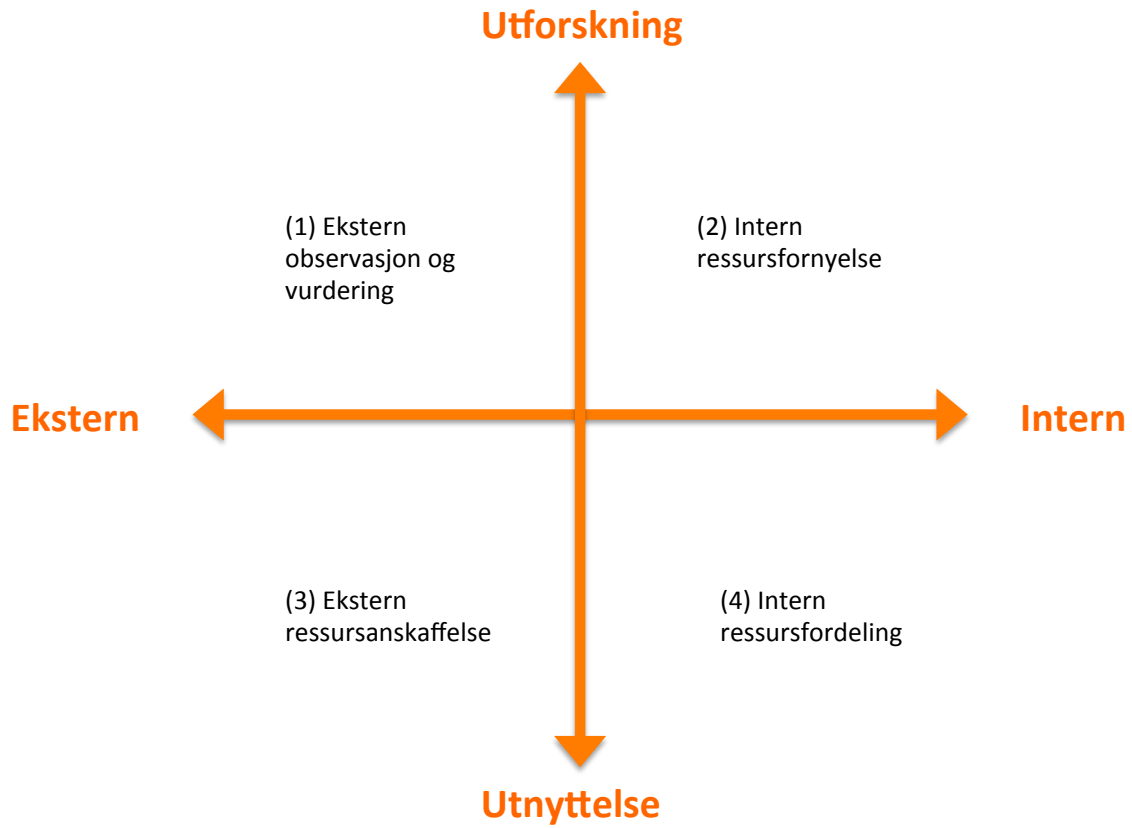 Utforskning
(1) Ekstern
observasjon og
vurdering
(2) Intern
ressursfornyelse
Ekstern
Intern
(3) Ekstern
ressursanskaffelse
(4) Intern
ressursfordeling
Utnyttelse